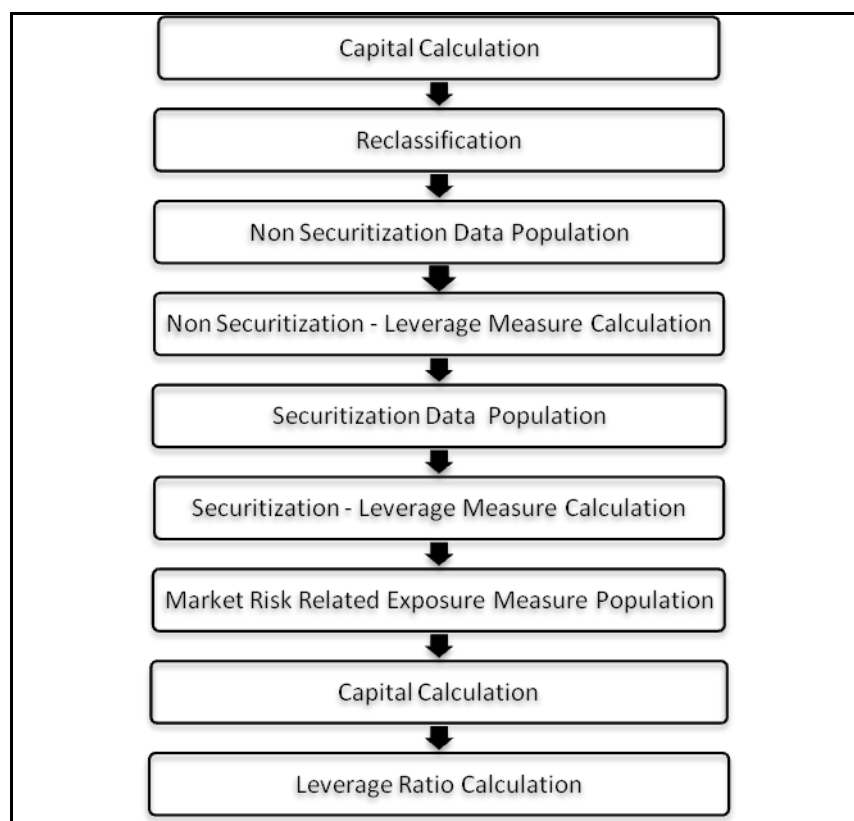 Capital Calculation
Reclassification
Non Securitization Data Population
Non Securitization - Leverage Measure Calculation
Securitization Data Population
Securitization - Leverage Measure Calculation
Market Risk Related Exposure Measure Population
Capital Calculation
Leverage Ratio Calculation